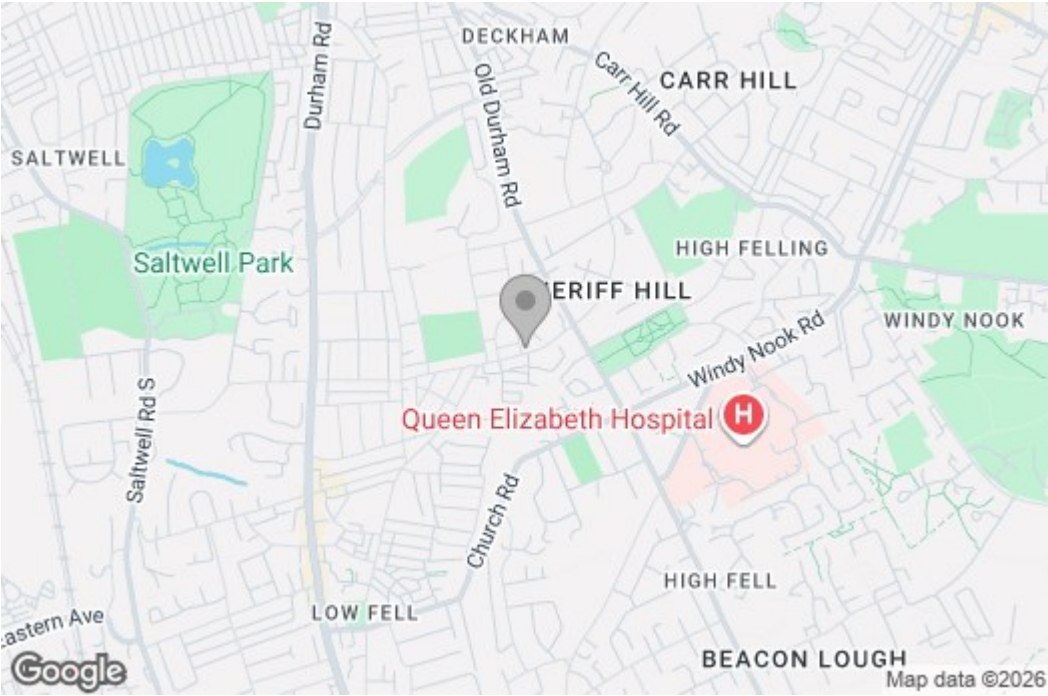 DECKHAM
Durham Rd
Old Durham Rd
Carr Hill Rd
CARR HILL
SALTWELL
HIGH FELLING
Saltwell Park
ERIFF HILL
WINDY NOOK
Windy Nook Rd
Saltwell Rd S
Queen Elizabeth Hospital
H
Church Rd
HIGH FELL
LOW FELL
Eastern Ave
BEACON LOUGH
Google
Map data ©2026